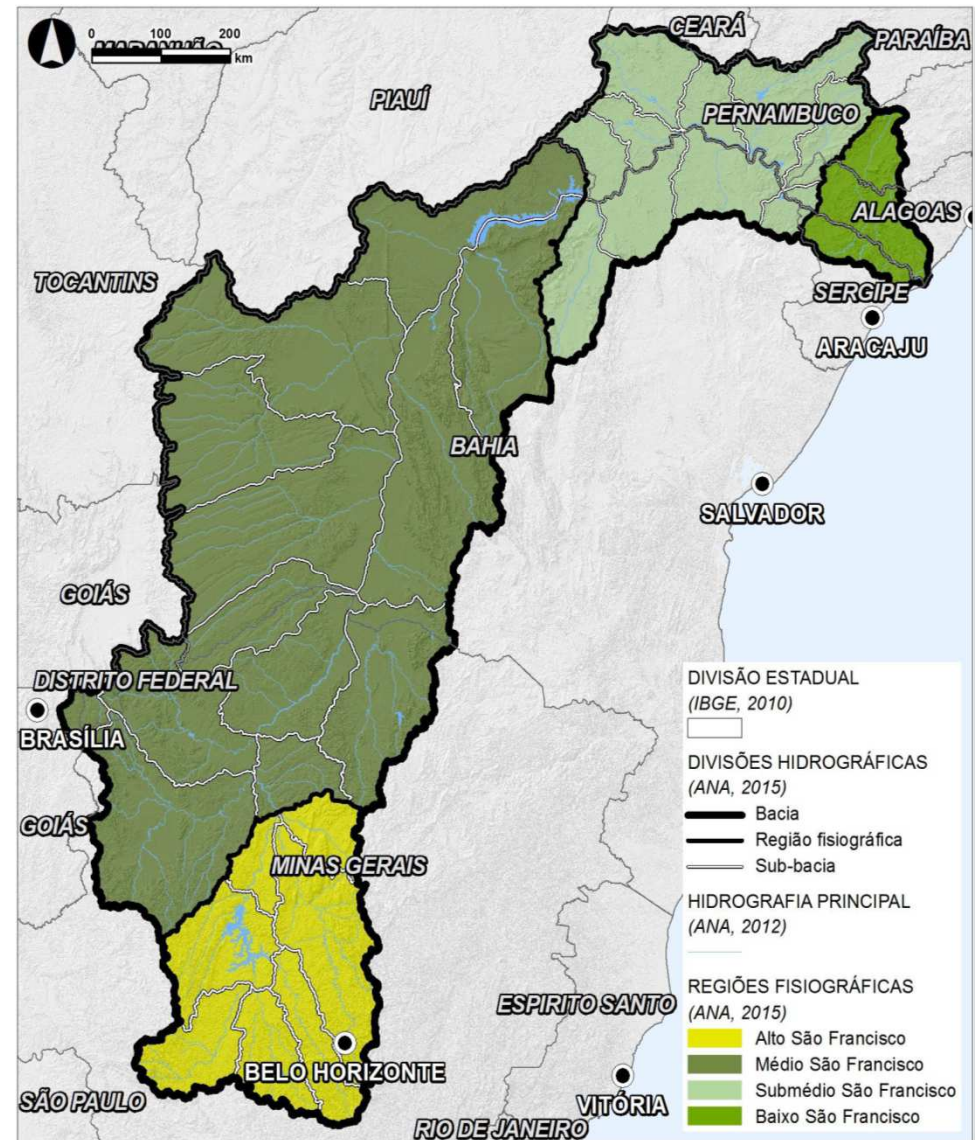 0 100 200
km
MARANHÃO
CEARÁ
PARAÍBA
PIAUÍ
PERNAMBUCO
ALAGOAS
TOCANTINS
SERGIPE
ARACAJU
BAHIA
SALVADOR
GOIÁS
DISTRITO FEDERAL
BRASÍLIA
GOIÁS
MINAS GERAIS
ESPIRITO SANTO
BELO HORIZONTE
SÃO PAULO
VITÓRIA
RIO DE JANEIRO
DIVISÃO ESTADUAL
(IBGE, 2010)
DIVISÕES HIDROGRÁFICAS
(ANA, 2015)
Bacia
Região fisiográfica
Sub-bacia
HIDROGRAFIA PRINCIPAL
(ANA, 2012)
REGIÕES FISIOGRÁFICAS
(ANA, 2015)
Alto São Francisco
Médio São Francisco
Submédio São Francisco
Baixo São Francisco